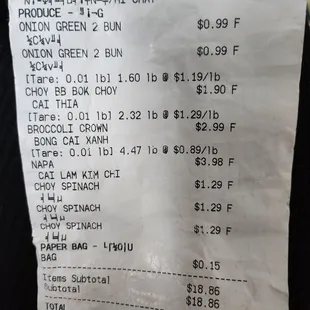 PRODUCE -
ONION GREEN 2 BUN $0.99 F
ONION GREEN 2 BUN $0.99 F
[Tare: 0.01 lb] 1.60 lb @ $1.19/lb
CHOY BB BOK CHOY $1.90 F
CAI THIA
[Tare: 0.01 lb] 2.32 lb @ $1.29/lb
BROCCOLI CROWN $2.99 F
BONG CAI XANH
[Tare: 0.01 lb] 4.47 lb @ $0.89/lb
NAPA $3.98 F
CAI LAM KIM CHI
CHOY SPINACH $1.29 F
CHOY SPINACH $1.29 F
CHOY SPINACH $1.29 F
PAPER BAG -
BAG $0.15
Items Subtotal $18.86
Subtotal $18.86
TOTAL